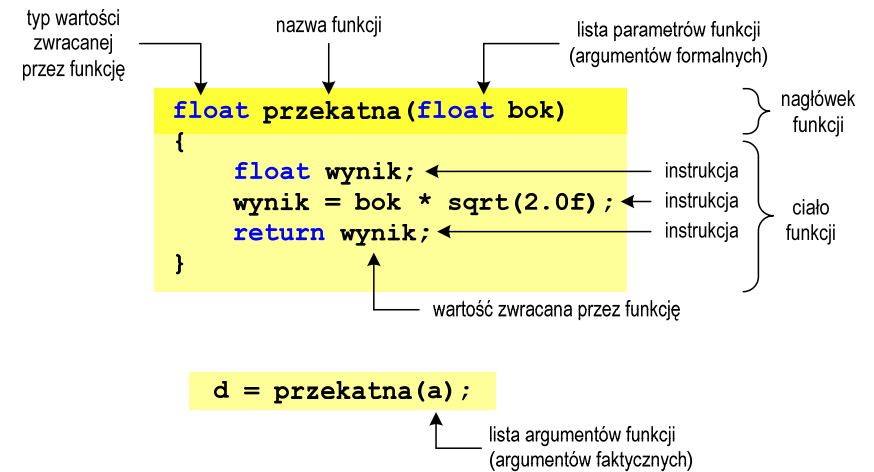 typ wartości
zwracanej
przez funkcję
nazwa funkcji
lista parametrów funkcji
(argumentów formalnych)
float przekatna(float bok)
nagłówek
funkcji
{
float wynik;
instrukcja
wynik = bok * sqrt(2.0f);
instrukcja
return wynik;
instrukcja
}
ciało
funkcji
wartość zwracana przez funkcję
d = przekatna(a);
lista argumentów funkcji
(argumentów faktycznych)